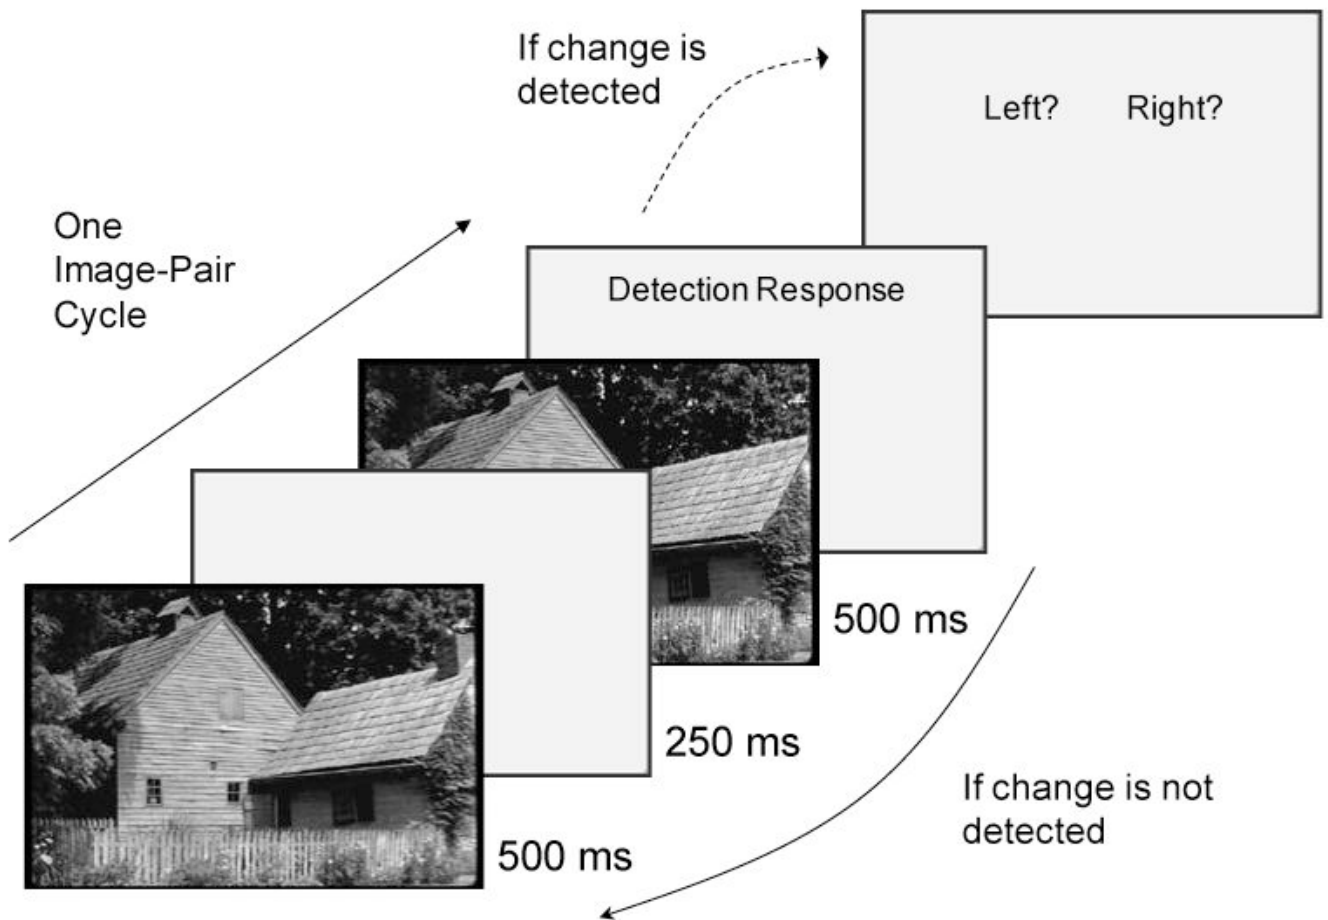 If change is
detected
Left? Right?
One
Image-Pair
Cycle
Detection Response
500 ms
250 ms
If change is not
detected
500 ms